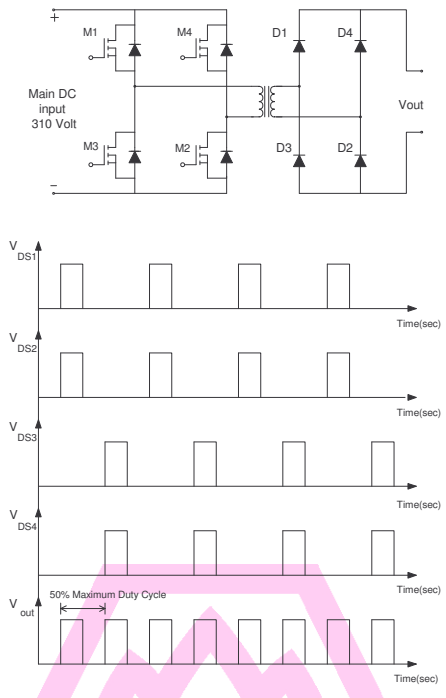 +
M1
M4
D1
D4
Main DC
input
310 Volt
Vout
M3
M2
D3
D2
−
V
DS1
Time(sec)
V
DS2
Time(sec)
V
DS3
Time(sec)
V
DS4
Time(sec)
50% Maximum Duty Cycle
V
out
Time(sec)